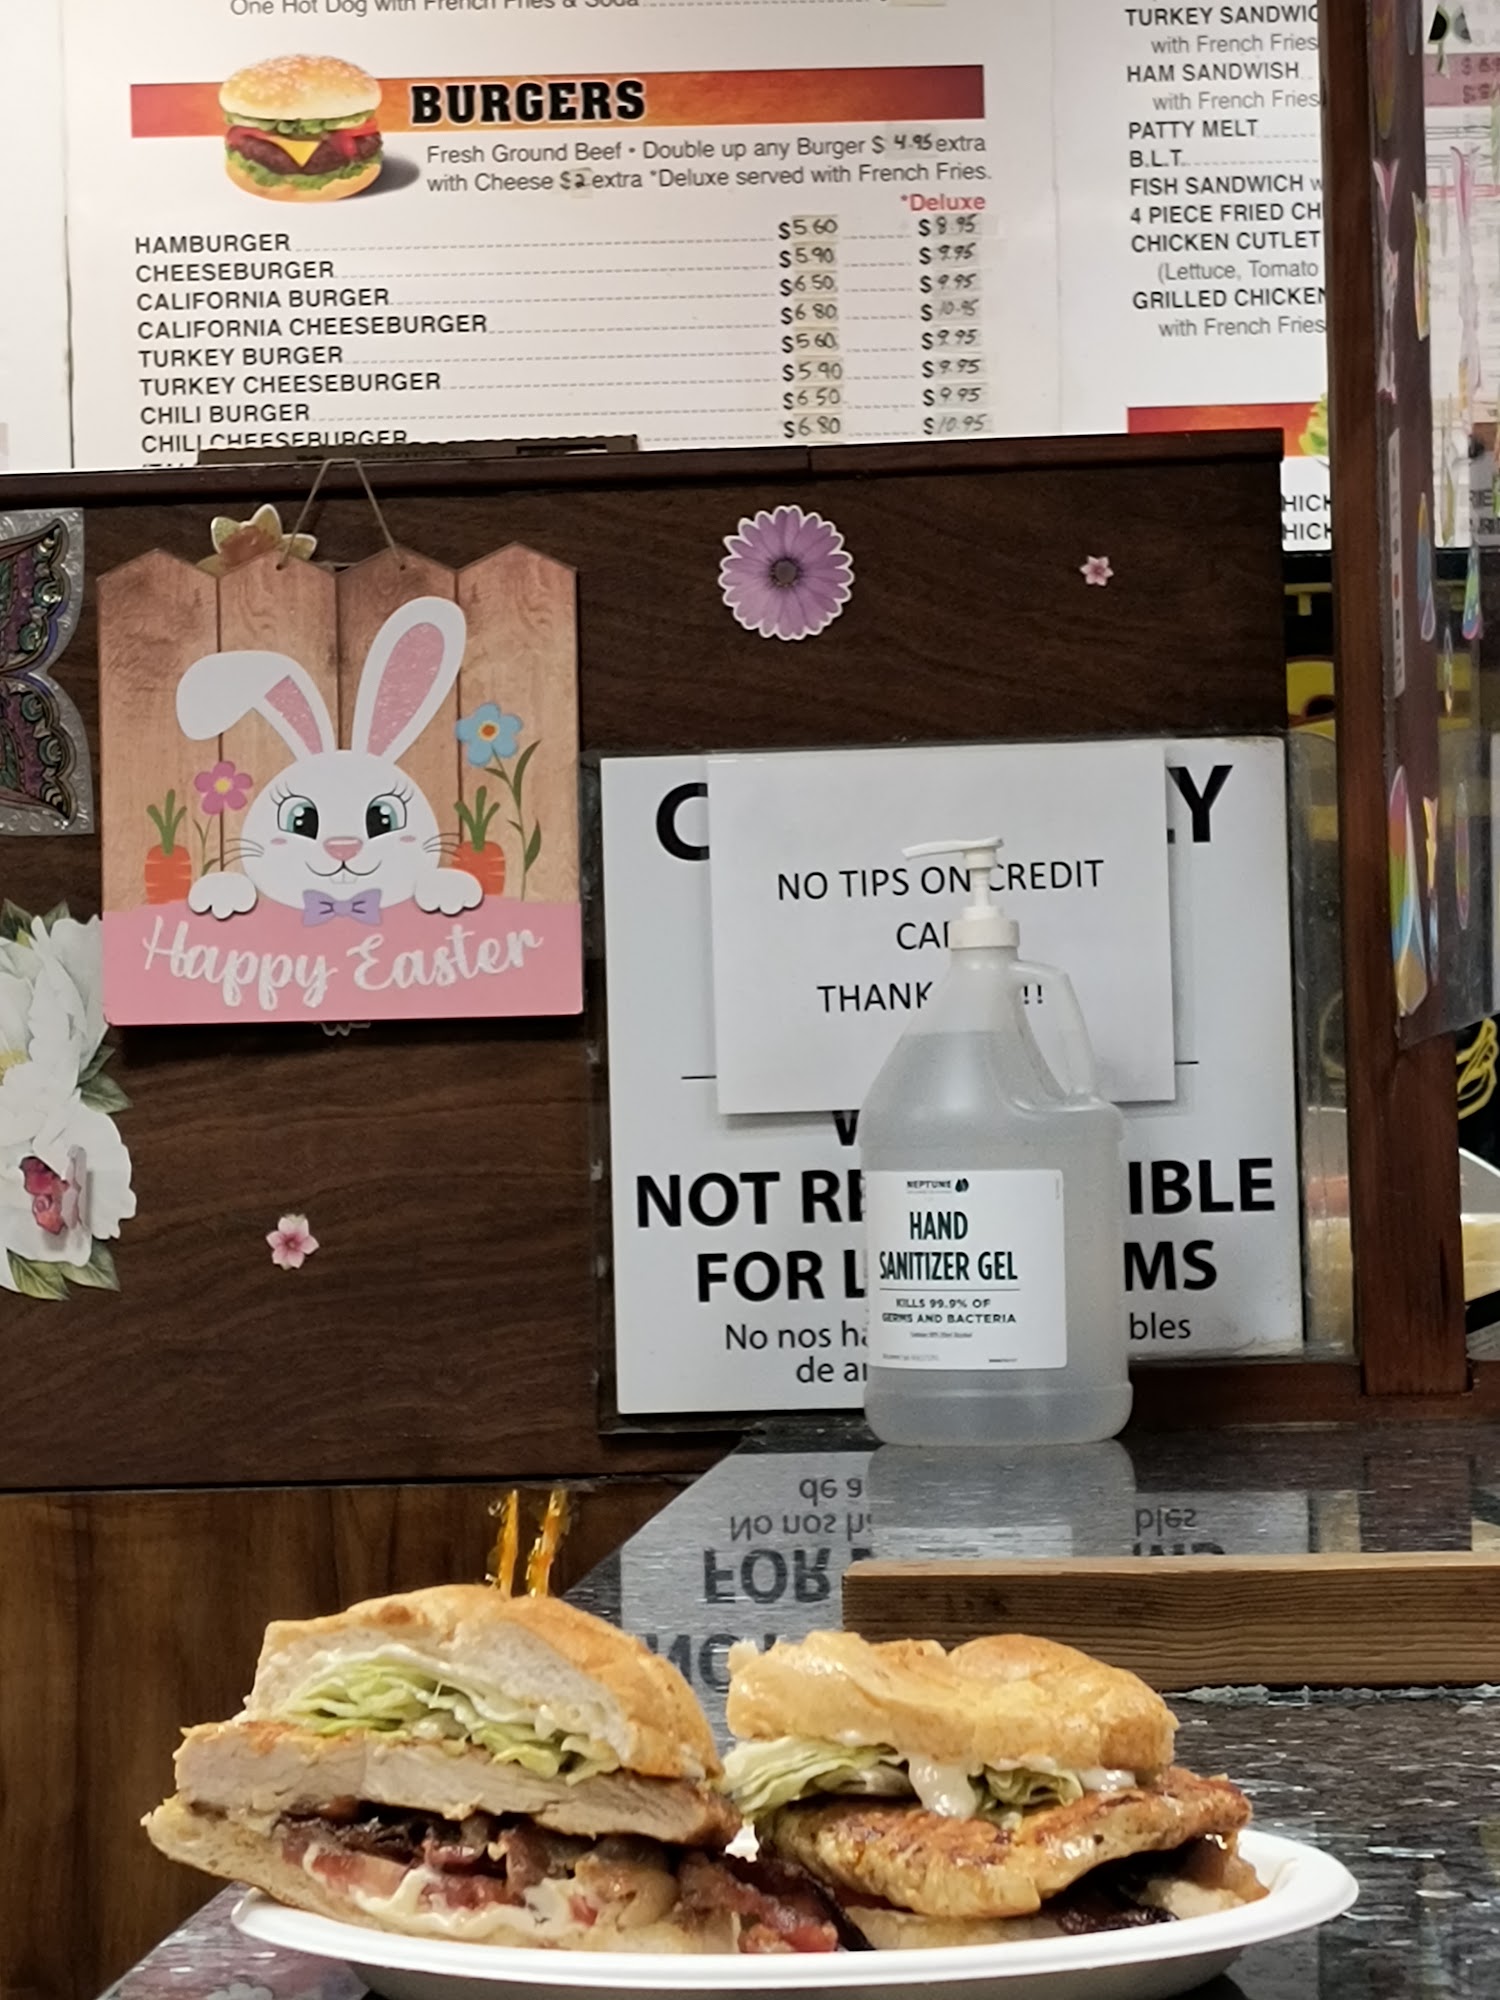 One Hot Dog with French Fries & Soda
BURGERS
Fresh Ground Beef • Double up any Burger $ 4.95 extra
with Cheese $2 extra *Deluxe served with French Fries.
*Deluxe
HAMBURGER $5.60 $8.95
CHEESEBURGER $5.90 $9.95
CALIFORNIA BURGER $6.50 $9.95
CALIFORNIA CHEESEBURGER $6.80 $10.95
TURKEY BURGER $5.60 $9.95
TURKEY CHEESEBURGER $5.90 $9.95
CHILI BURGER $6.50 $9.95
CHILI CHEESEBURGER $6.80 $10.95
TURKEY SANDWIC
with French Fries
HAM SANDWISH
with French Fries
PATTY MELT
B.L.T.
FISH SANDWICH w
4 PIECE FRIED CH
CHICKEN CUTLET
(Lettuce, Tomato
GRILLED CHICKEN
with French Fries
HICK
HICK
Happy Easter
C Y
NO TIPS ON CREDIT
CA
THANK !!
NOT RE IBLE
FOR L MS
No nos ha bles
de a
NEPTUNE
HAND
SANITIZER GEL
KILLS 99.9% OF
GERMS AND BACTERIA